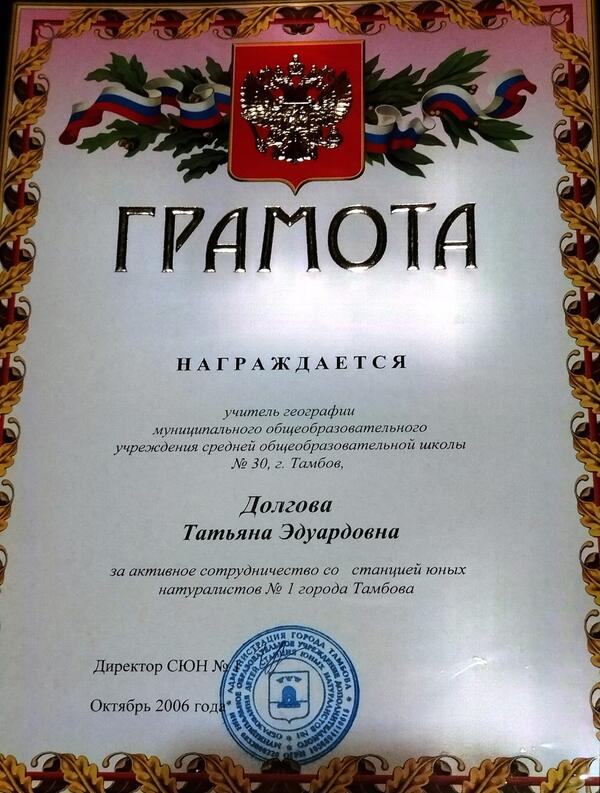 ГРАМОТА
НАГРАЖДАЕТСЯ
учитель географии
муниципального общеобразовательного
учреждения средней общеобразовательной школы
№ 30, г. Тамбов,
Долгова
Татьяна Эдуардовна
за активное сотрудничество со станцией юных
натуралистов № 1 города Тамбова
Директор СЮН №
Октябрь 2006 года
АДМИНИСТРАЦИЯ ГОРОДА ТАМБОВА